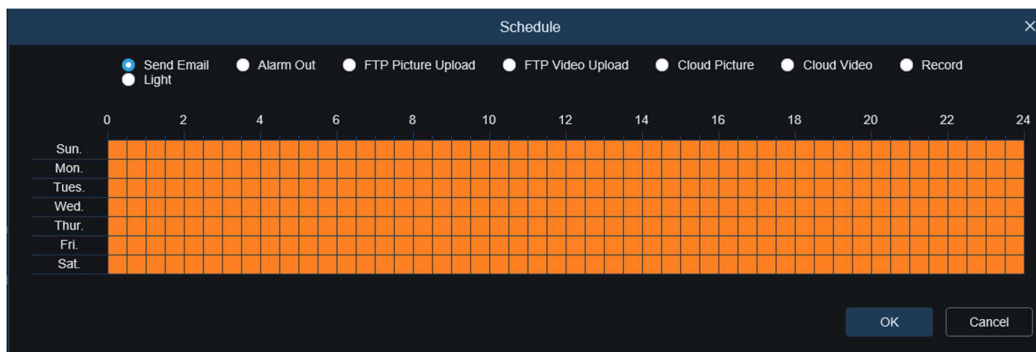 Schedule
Send Email Alarm Out FTP Picture Upload FTP Video Upload Cloud Picture Cloud Video Record
Light
0 2 4 6 8 10 12 14 16 18 20 22 24
Sun.
Mon.
Tues.
Wed.
Thur.
Fri.
Sat.
OK Cancel